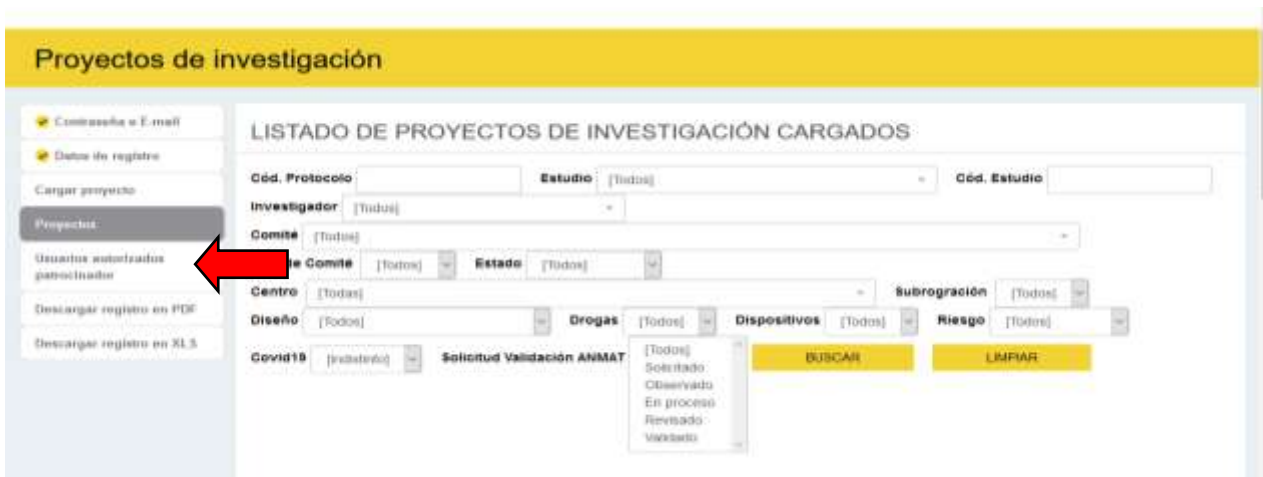 Proyectos de investigación
Contraseña o E-mail
Datos de registro
Cargar proyecto
Proyectos
Usuarios autorizados
patrocinador
Descargar registro en PDF
Descargar registro en XLS
LISTADO DE PROYECTOS DE INVESTIGACIÓN CARGADOS
Cód. Protocolo Estudio [Todos] Cód. Estudio
Investigador [Todos]
Comité [Todos]
de Comité [Todos] Estado [Todos]
Centro [Todas] Subrogración [Todos]
Diseño [Todos] Drogas [Todos] Dispositivos [Todos] Riesgo [Todos]
Covid19 [Indistinto] Solicitud Validación ANMAT
[Todos]
Solicitado
Observado
En proceso
Revisado
Validado
BUSCAR LIMPIAR